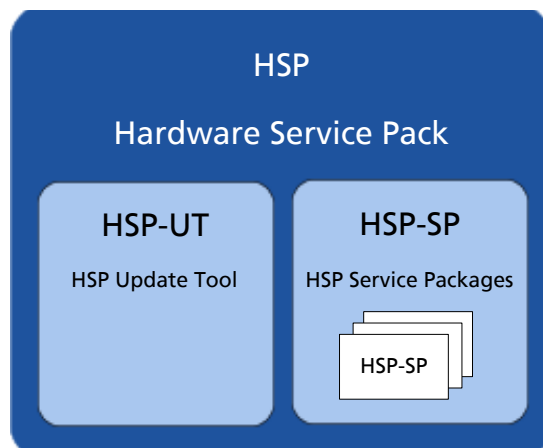 HSP
Hardware Service Pack
HSP-UT
HSP Update Tool
HSP-SP
HSP Service Packages
HSP-SP